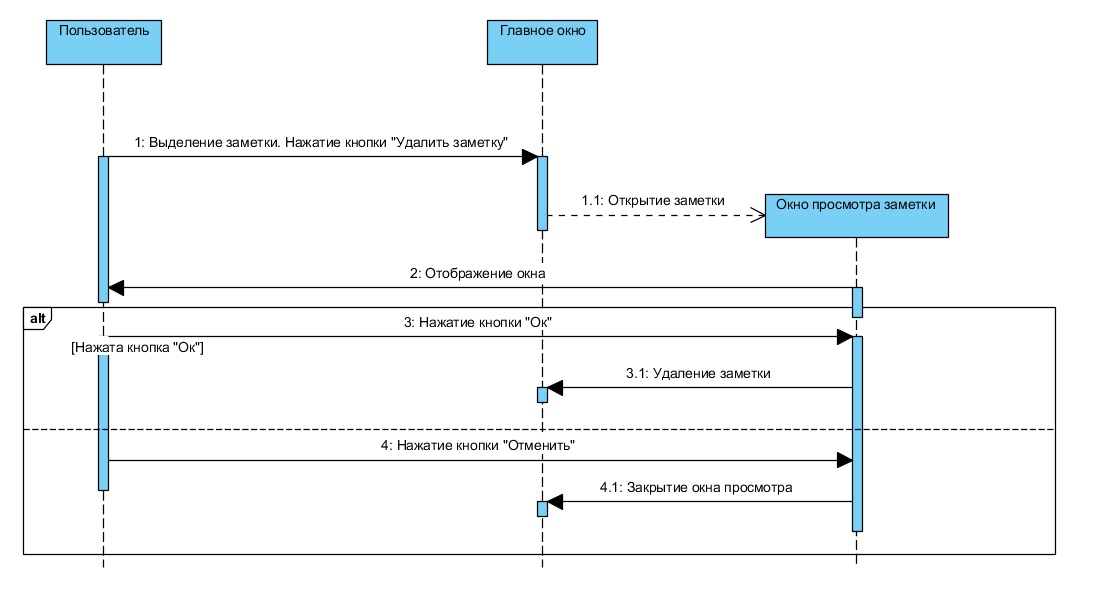 Пользователь
Главное окно
1: Выделение заметки. Нажатие кнопки "Удалить заметку"
1.1: Открытие заметки
Окно просмотра заметки
2: Отображение окна
alt
3: Нажатие кнопки "Ок"
[Нажата кнопка "Ок"]
3.1: Удаление заметки
4: Нажатие кнопки "Отменить"
4.1: Закрытие окна просмотра